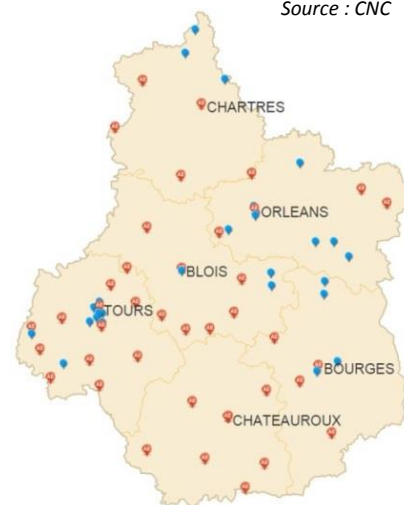 Source : CNC
CHARTRES
ORLEANS
BLOIS
TOURS
BOURGES
CHATEAUROUX